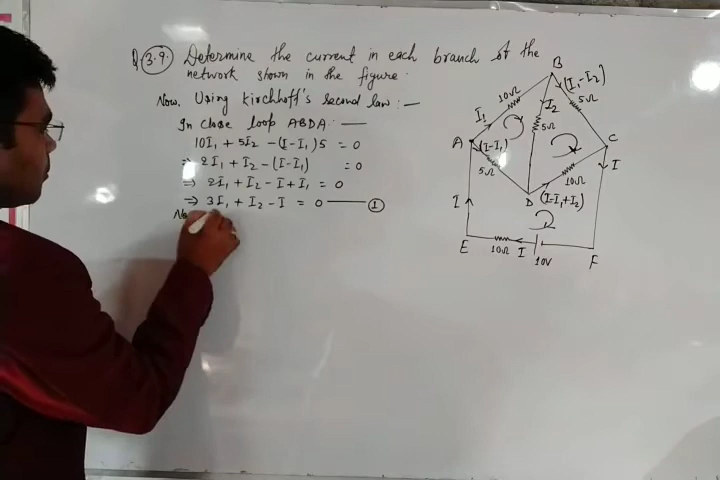 Q 3.9. Determine the current in each branch of the
network shown in the figure.
Now. Using Kirchhoff's second law :—
In close loop ABDA :—
10I₁ + 5I₂ − (I−I₁)5 = 0
⇒ 2I₁ + I₂ − (I−I₁) = 0
⇒ 2I₁ + I₂ − I + I₁ = 0
⇒ 3I₁ + I₂ − I = 0 —— ①
No
B
(I₁−I₂)
10Ω
5Ω
I₁
I₂
5Ω
A
(I−I₁)
C
I
5Ω
10Ω
D
(I−I₁+I₂)
I
E
10Ω
I
10V
F